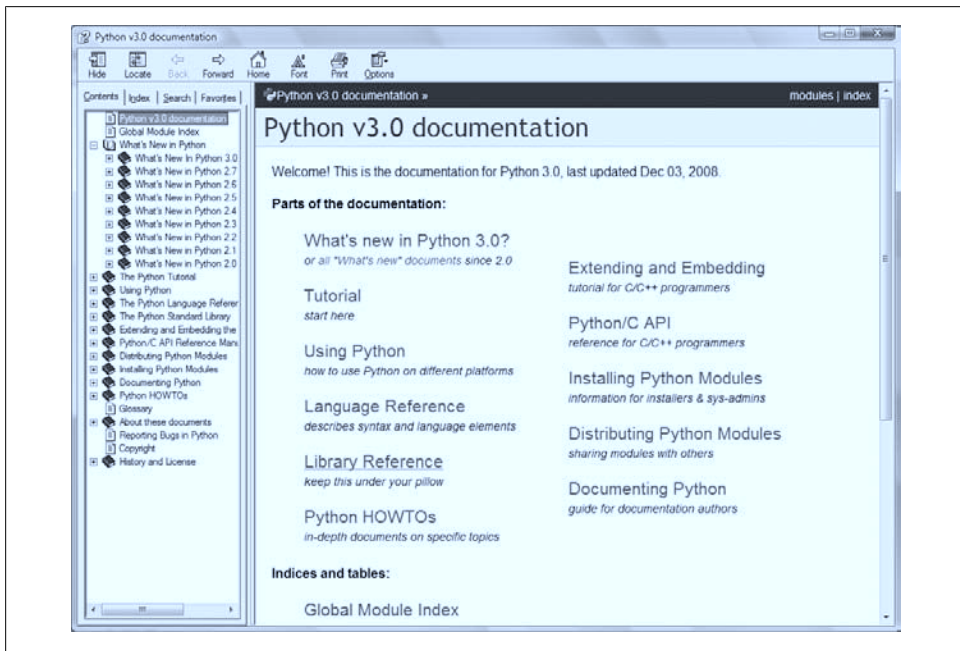 Python v3.0 documentation
Hide Locate Back Forward Home Font Print Options
Contents Index Search Favorites
Python v3.0 documentation
Global Module Index
What's New in Python
What's New In Python 3.0
What's New in Python 2.7
What's New in Python 2.6
What's New in Python 2.5
What's New in Python 2.4
What's New in Python 2.3
What's New in Python 2.2
What's New in Python 2.1
What's New in Python 2.0
The Python Tutorial
Using Python
The Python Language Referer
The Python Standard Library
Extending and Embedding the
Python/C API Reference Manu
Distributing Python Modules
Installing Python Modules
Documenting Python
Python HOWTOs
Glossary
About these documents
Reporting Bugs in Python
Copyright
History and License
Python v3.0 documentation »
modules | index
Python v3.0 documentation
Welcome! This is the documentation for Python 3.0, last updated Dec 03, 2008.
Parts of the documentation:
What's new in Python 3.0?
or all "What's new" documents since 2.0
Tutorial
start here
Using Python
how to use Python on different platforms
Language Reference
describes syntax and language elements
Library Reference
keep this under your pillow
Python HOWTOs
in-depth documents on specific topics
Extending and Embedding
tutorial for C/C++ programmers
Python/C API
reference for C/C++ programmers
Installing Python Modules
information for installers & sys-admins
Distributing Python Modules
sharing modules with others
Documenting Python
guide for documentation authors
Indices and tables:
Global Module Index